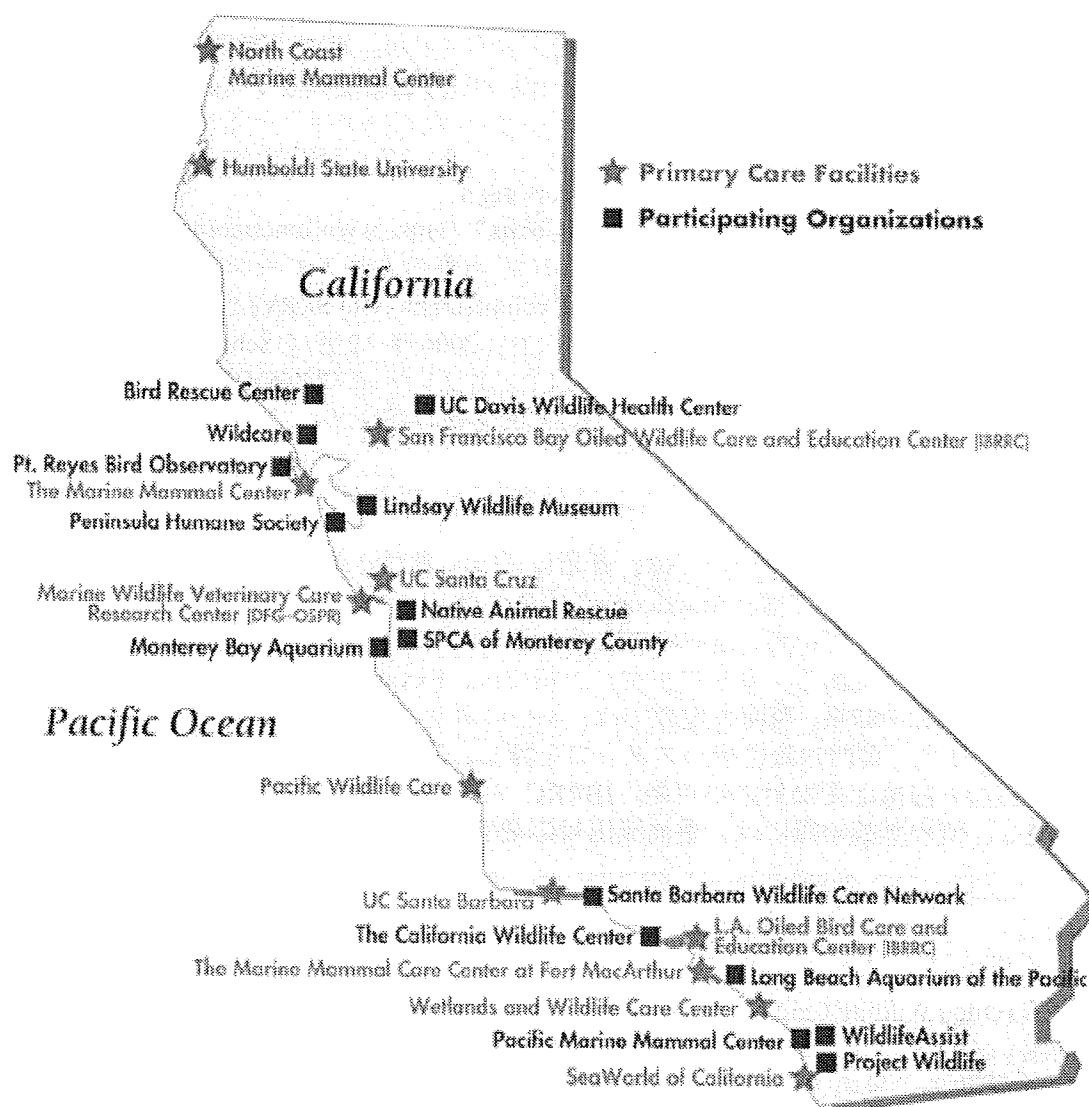 North Coast
Marine Mammal Center
Humboldt State University
Primary Care Facilities
Participating Organizations
California
Bird Rescue Center
UC Davis Wildlife Health Center
Wildcare
San Francisco Bay Oiled Wildlife Care and Education Center (IBRRC)
Pt. Reyes Bird Observatory
The Marine Mammal Center
Lindsay Wildlife Museum
Peninsula Humane Society
UC Santa Cruz
Marine Wildlife Veterinary Care
Research Center (DFG-OSPR)
Native Animal Rescue
SPCA of Monterey County
Monterey Bay Aquarium
Pacific Ocean
Pacific Wildlife Care
UC Santa Barbara
Santa Barbara Wildlife Care Network
The California Wildlife Center
L.A. Oiled Bird Care and
Education Center (IBRRC)
The Marine Mammal Care Center at Fort MacArthur
Long Beach Aquarium of the Pacific
Wetlands and Wildlife Care Center
Pacific Marine Mammal Center
WildlifeAssist
Project Wildlife
SeaWorld of California